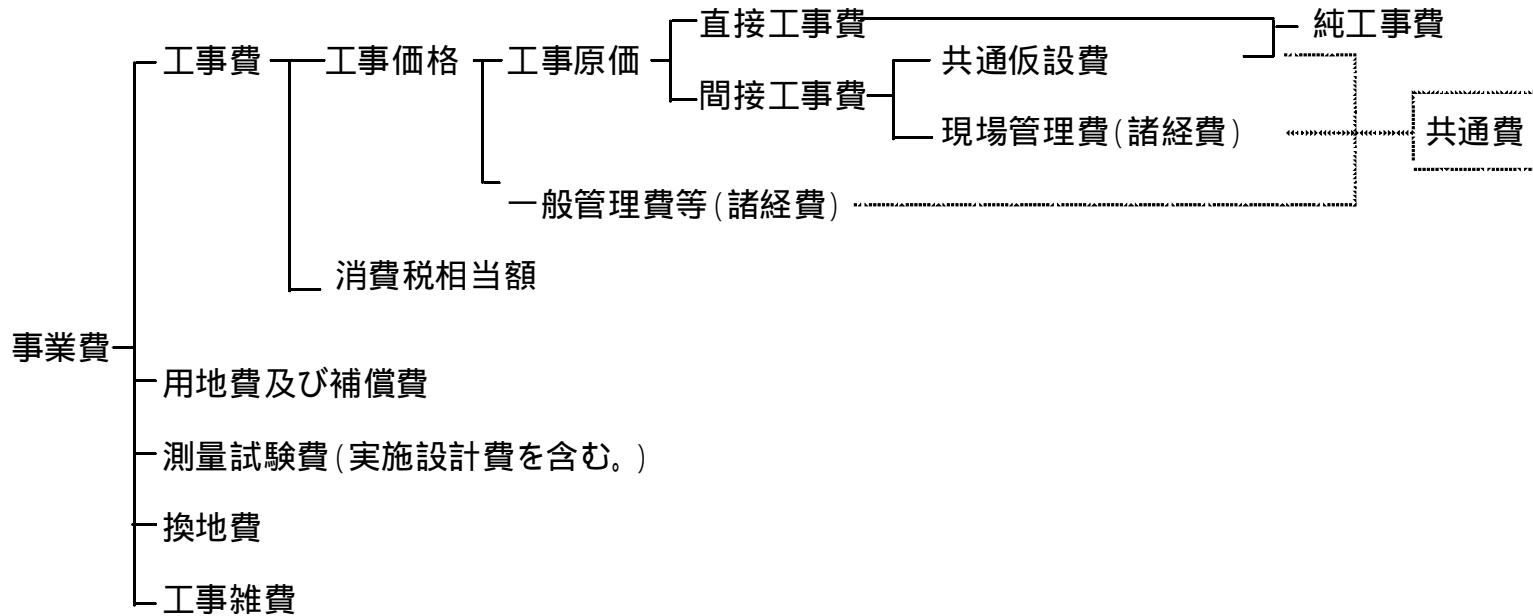 直接工事費 純工事費
工事費 工事価格 工事原価 共通仮設費
間接工事費
現場管理費(諸経費) 共通費
一般管理費等(諸経費)
消費税相当額
事業費
用地費及び補償費
測量試験費(実施設計費を含む。)
換地費
工事雑費